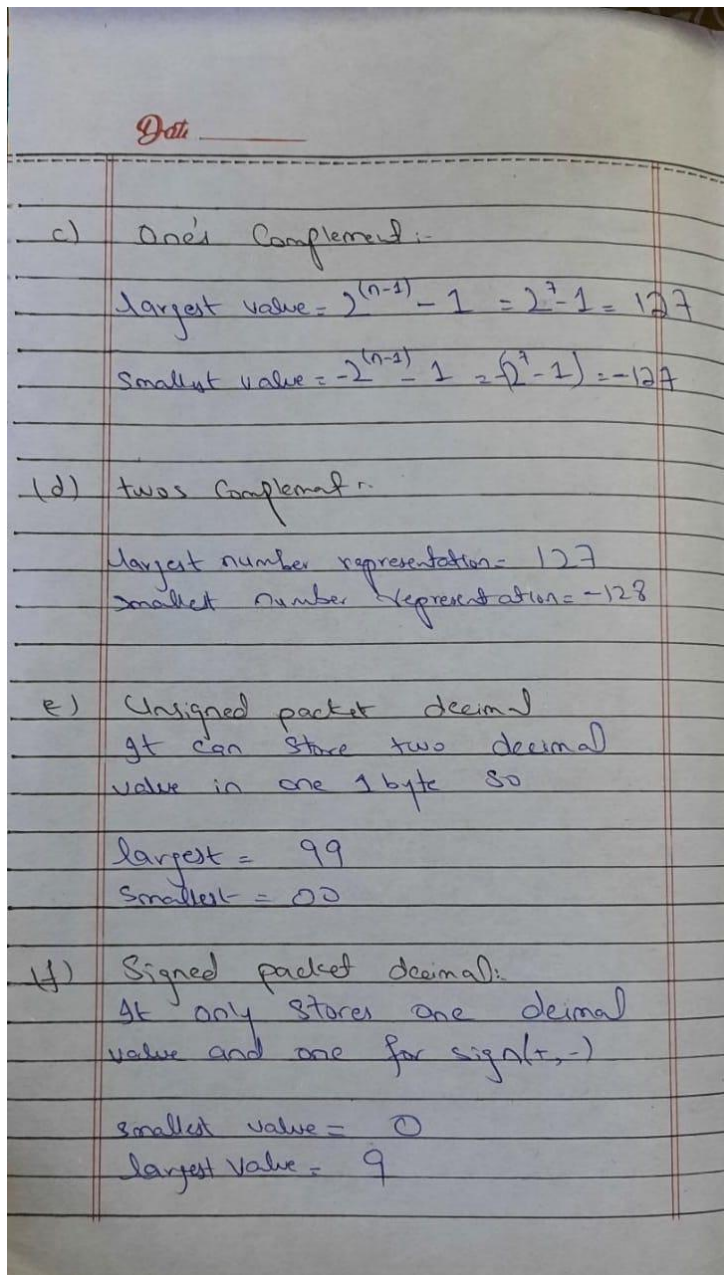 Date
c) One's Complement :-
largest value = 2^(n-1) - 1 = 2^7 - 1 = 127
Smallest value = -2^(n-1) - 1 = -(2^7 - 1) = -127
(d) twos Complemat :-
largest number representation = 127
smallest number representation = -128
e) Unsigned packet decimal
It can store two decimal
value in one 1 byte so
largest = 99
Smallest = 00
(f) Signed packet decimal:
It only stores one deimal
value and one for sign(+,-)
smallest value = 0
largest value = 9